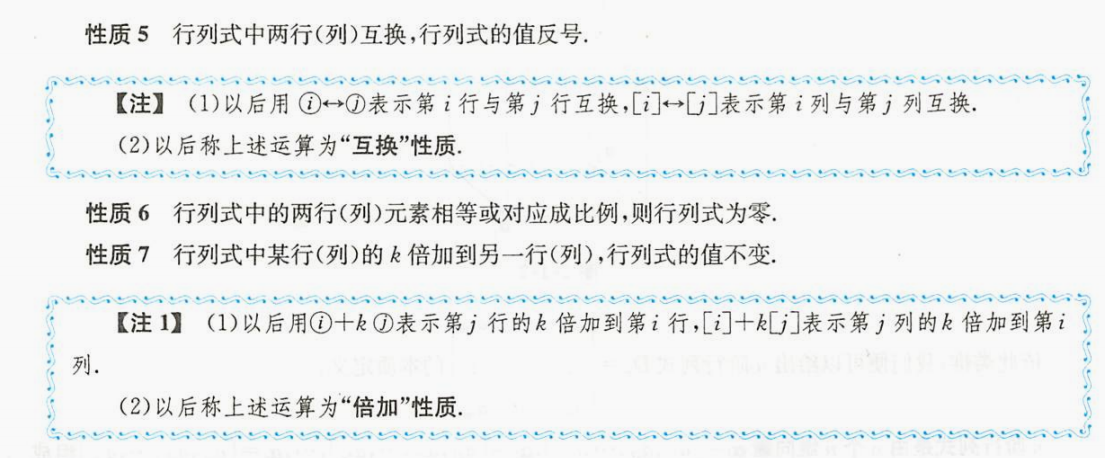 性质 5 行列式中两行(列)互换,行列式的值反号.
【注】 (1)以后用 ⓘ↔ⓙ表示第 i 行与第 j 行互换,[i]↔[j]表示第 i 列与第 j 列互换.
(2)以后称上述运算为“互换”性质.
性质 6 行列式中的两行(列)元素相等或对应成比例,则行列式为零.
性质 7 行列式中某行(列)的 k 倍加到另一行(列),行列式的值不变.
【注 1】 (1)以后用ⓘ+k ⓙ表示第 j 行的 k 倍加到第 i 行,[i]+k[j]表示第 j 列的 k 倍加到第 i
列.
(2)以后称上述运算为“倍加”性质.